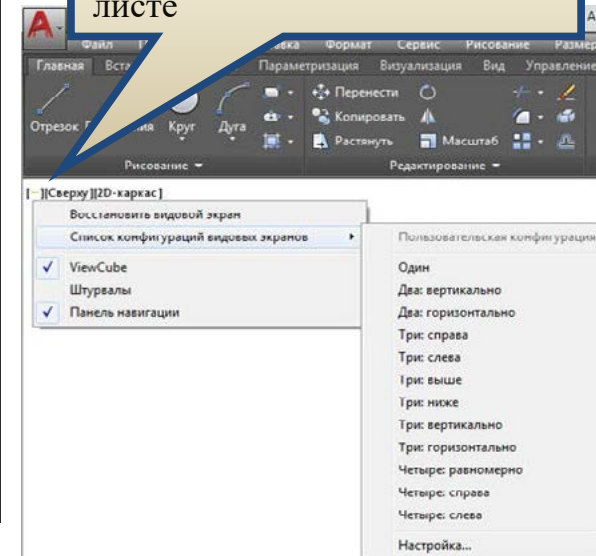 листе
A
Файл Формат Сервис Рисование Размер
Главная Параметризация Визуализация Вид Управление
Перенести
Копировать
Отрезок Круг Дуга
Растянуть Масштаб
Рисование Редактирование
[−][Сверху][2D-каркас]
Восстановить видовой экран
Список конфигураций видовых экранов
Пользовательская конфигурация
✓ ViewCube
Один
Штурвалы
Два: вертикально
✓ Панель навигации
Два: горизонтально
Три: справа
Три: слева
Три: выше
Три: ниже
Три: вертикально
Три: горизонтально
Четыре: равномерно
Четыре: справа
Четыре: слева
Настройка...